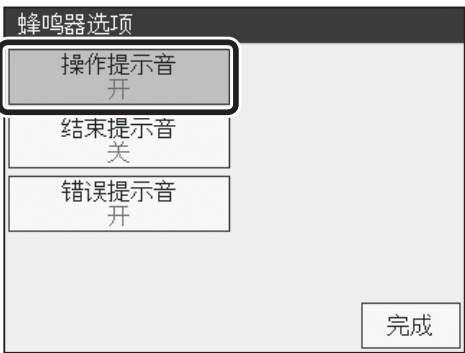 蜂鸣器选项
操作提示音
开
结束提示音
关
错误提示音
开
完成